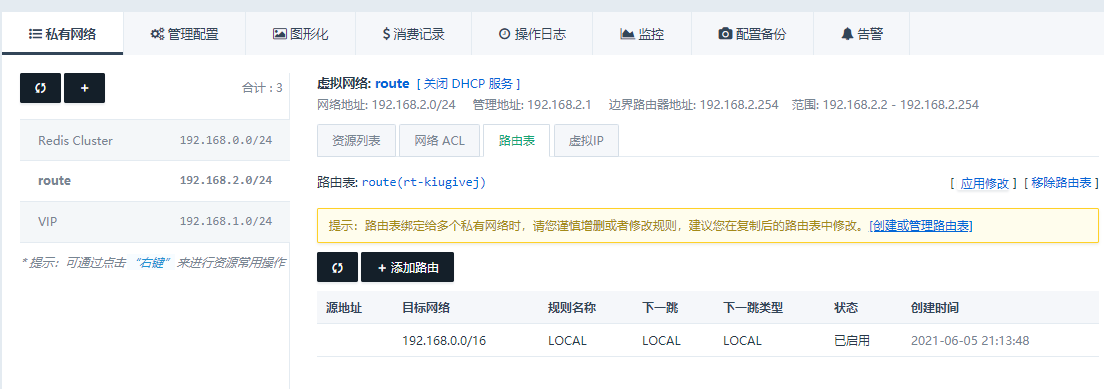 私有网络 管理配置 图形化 $ 消费记录 操作日志 监控 配置备份 告警
合计 : 3
Redis Cluster 192.168.0.0/24
route 192.168.2.0/24
VIP 192.168.1.0/24
* 提示：可通过点击 “右键” 来进行资源常用操作
虚拟网络: route [ 关闭 DHCP 服务 ]
网络地址: 192.168.2.0/24 管理地址: 192.168.2.1 边界路由器地址: 192.168.2.254 范围: 192.168.2.2 - 192.168.2.254
资源列表 网络 ACL 路由表 虚拟IP
路由表: route(rt-kiugivej) [ 应用修改 ] [ 移除路由表 ]
提示：路由表绑定给多个私有网络时，请您谨慎增删或者修改规则，建议您在复制后的路由表中修改。[创建或管理路由表]
+ 添加路由
源地址 目标网络 规则名称 下一跳 下一跳类型 状态 创建时间
192.168.0.0/16 LOCAL LOCAL LOCAL 已启用 2021-06-05 21:13:48